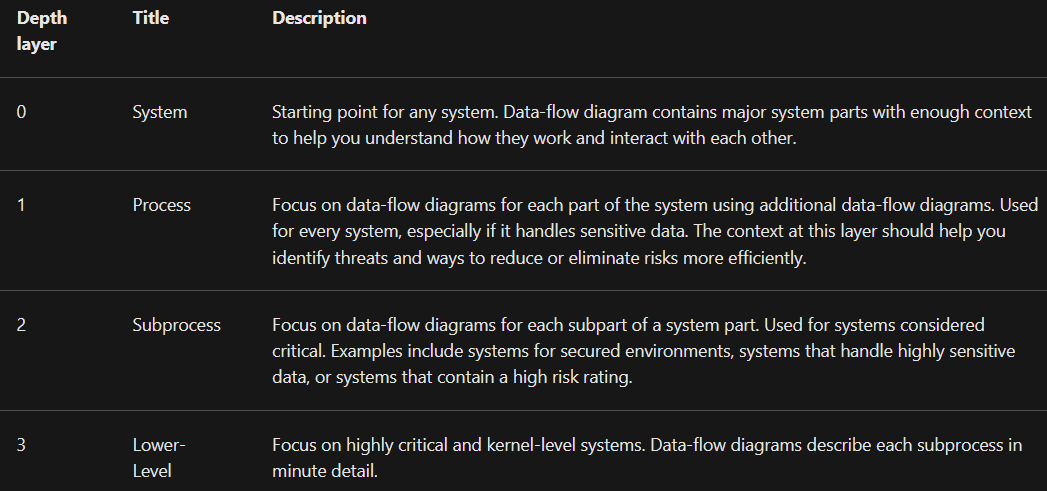 Depth layer Title Description
0 System Starting point for any system. Data-flow diagram contains major system parts with enough context
to help you understand how they work and interact with each other.
1 Process Focus on data-flow diagrams for each part of the system using additional data-flow diagrams. Used
for every system, especially if it handles sensitive data. The context at this layer should help you
identify threats and ways to reduce or eliminate risks more efficiently.
2 Subprocess Focus on data-flow diagrams for each subpart of a system part. Used for systems considered
critical. Examples include systems for secured environments, systems that handle highly sensitive
data, or systems that contain a high risk rating.
3 Lower-Level Focus on highly critical and kernel-level systems. Data-flow diagrams describe each subprocess in
minute detail.